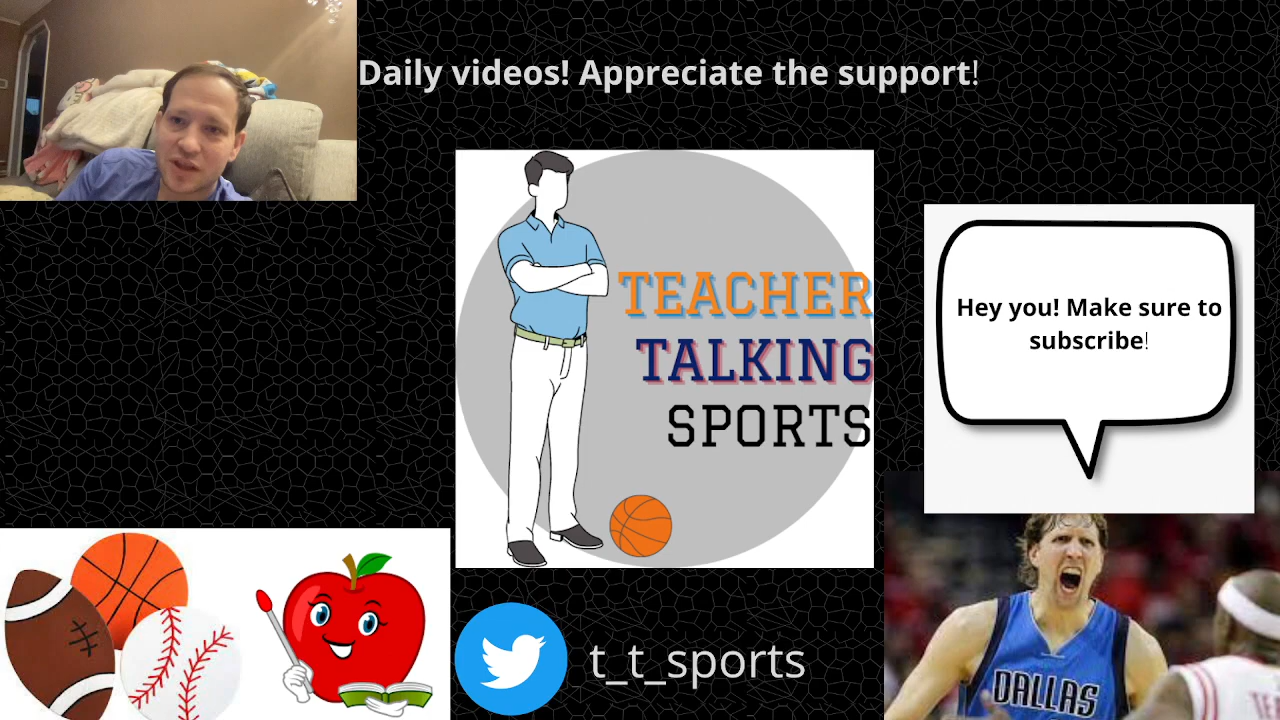 Daily videos! Appreciate the support!
TEACHER
TALKING
SPORTS
Hey you! Make sure to
subscribe!
t_t_sports
DALLAS